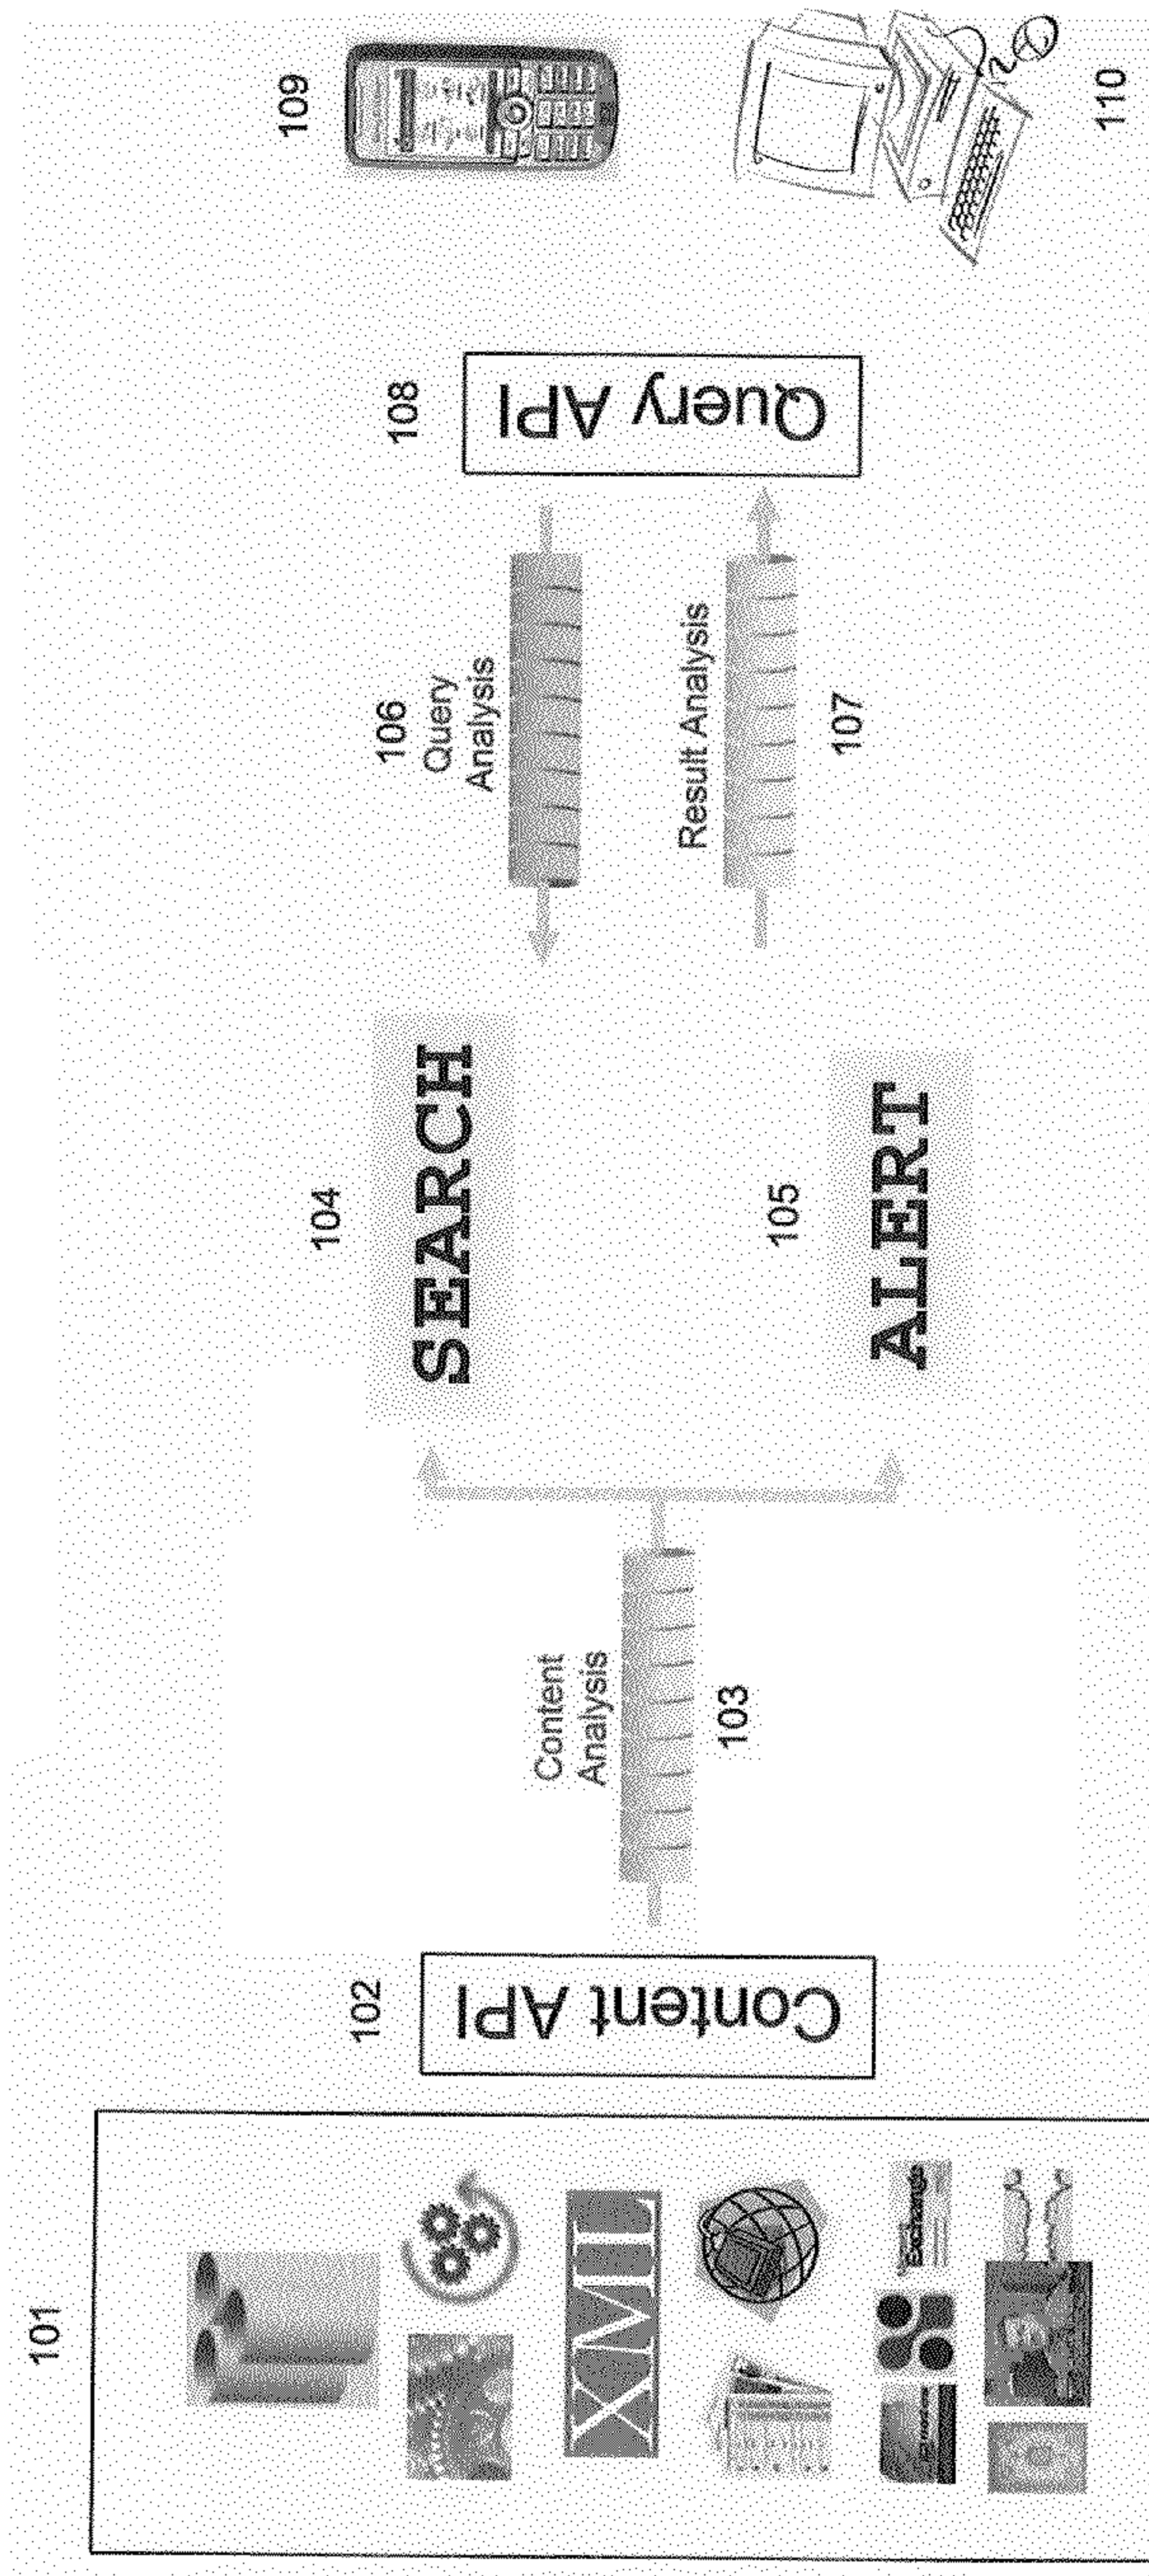 101
XML
Exchange
102
Content API
Content
Analysis
103
104
SEARCH
105
ALERT
106
Query
Analysis
Result Analysis
107
108
Query API
109
110